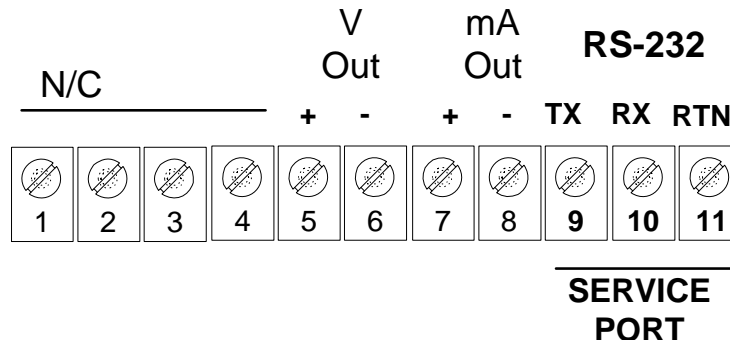 V
Out
mA
Out
RS-232
N/C
+ - + - TX RX RTN
1 2 3 4 5 6 7 8 9 10 11
SERVICE
PORT